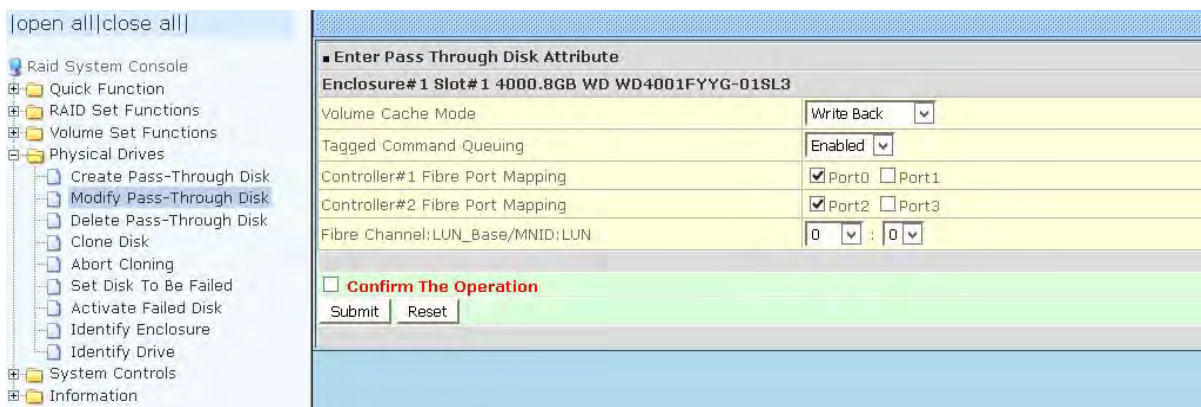 |open all||close all|
Raid System Console
Quick Function
RAID Set Functions
Volume Set Functions
Physical Drives
Create Pass-Through Disk
Modify Pass-Through Disk
Delete Pass-Through Disk
Clone Disk
Abort Cloning
Set Disk To Be Failed
Activate Failed Disk
Identify Enclosure
Identify Drive
System Controls
Information
Enter Pass Through Disk Attribute
Enclosure#1 Slot#1 4000.8GB WD WD4001FYYG-01SL3
Volume Cache Mode Write Back
Tagged Command Queuing Enabled
Controller#1 Fibre Port Mapping Port0 Port1
Controller#2 Fibre Port Mapping Port2 Port3
Fibre Channel:LUN_Base/MNID:LUN 0 : 0
Confirm The Operation
Submit Reset